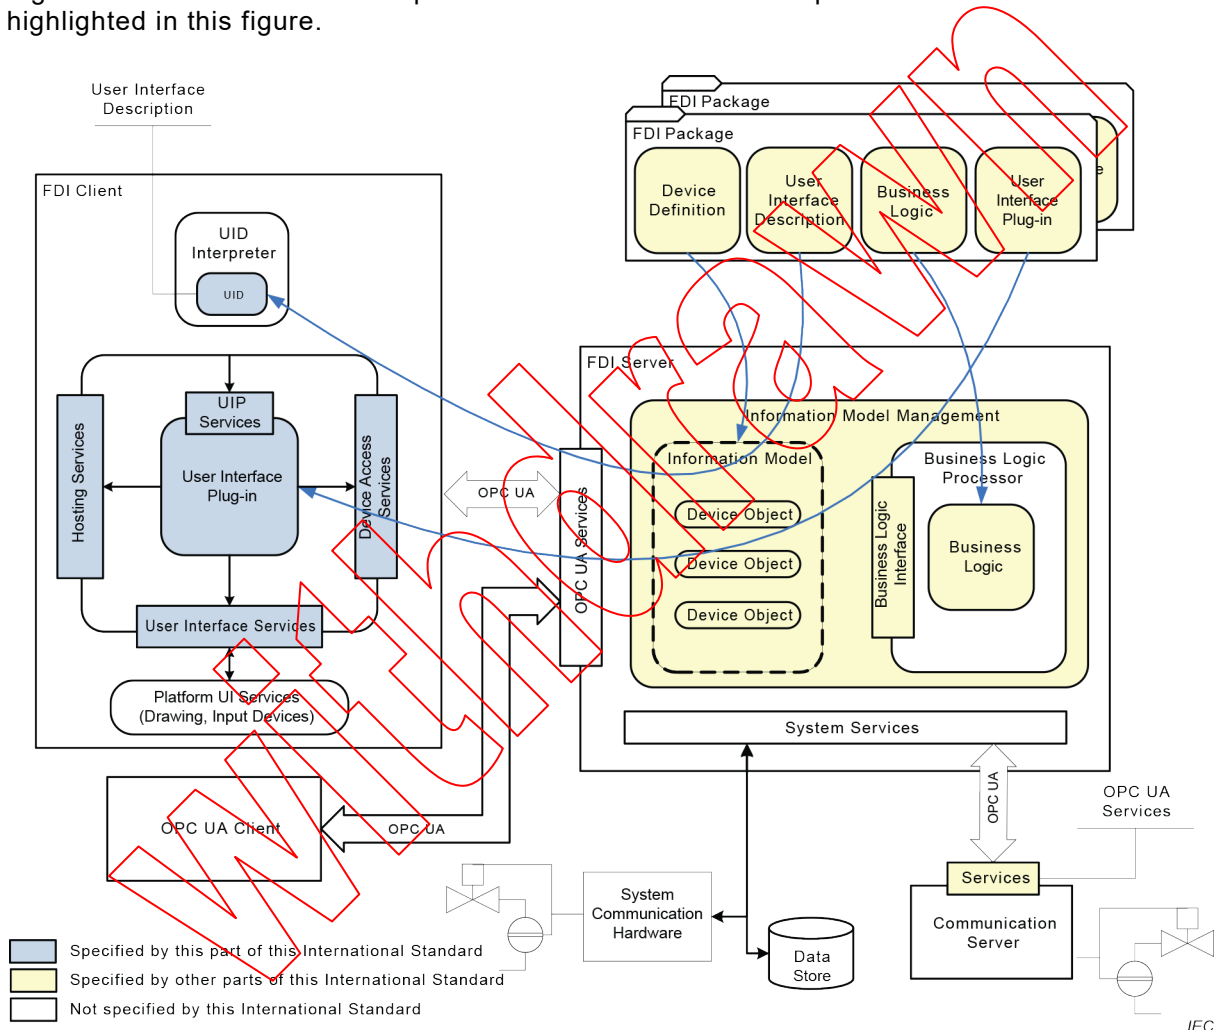 highlighted in this figure.
User Interface
Description
FDI Package
FDI Package
Device
Definition
User
Interface
Description
Business
Logic
User
Interface
Plug-in
e
FDI Client
UID
Interpreter
UID
UIP
Services
Hosting Services
User Interface
Plug-in
Device Access
Services
User Interface Services
Platform UI Services
(Drawing, Input Devices)
OPC UA
FDI Server
OPC UA Services
Information Model Management
Information Model
Device Object
Device Object
Device Object
Business Logic
Processor
Business Logic
Interface
Business
Logic
System Services
OPC UA Client
OPC UA
OPC UA
OPC UA
Services
Services
Communication
Server
System
Communication
Hardware
Data
Store
Specified by this part of this International Standard
Specified by other parts of this International Standard
Not specified by this International Standard
IEC